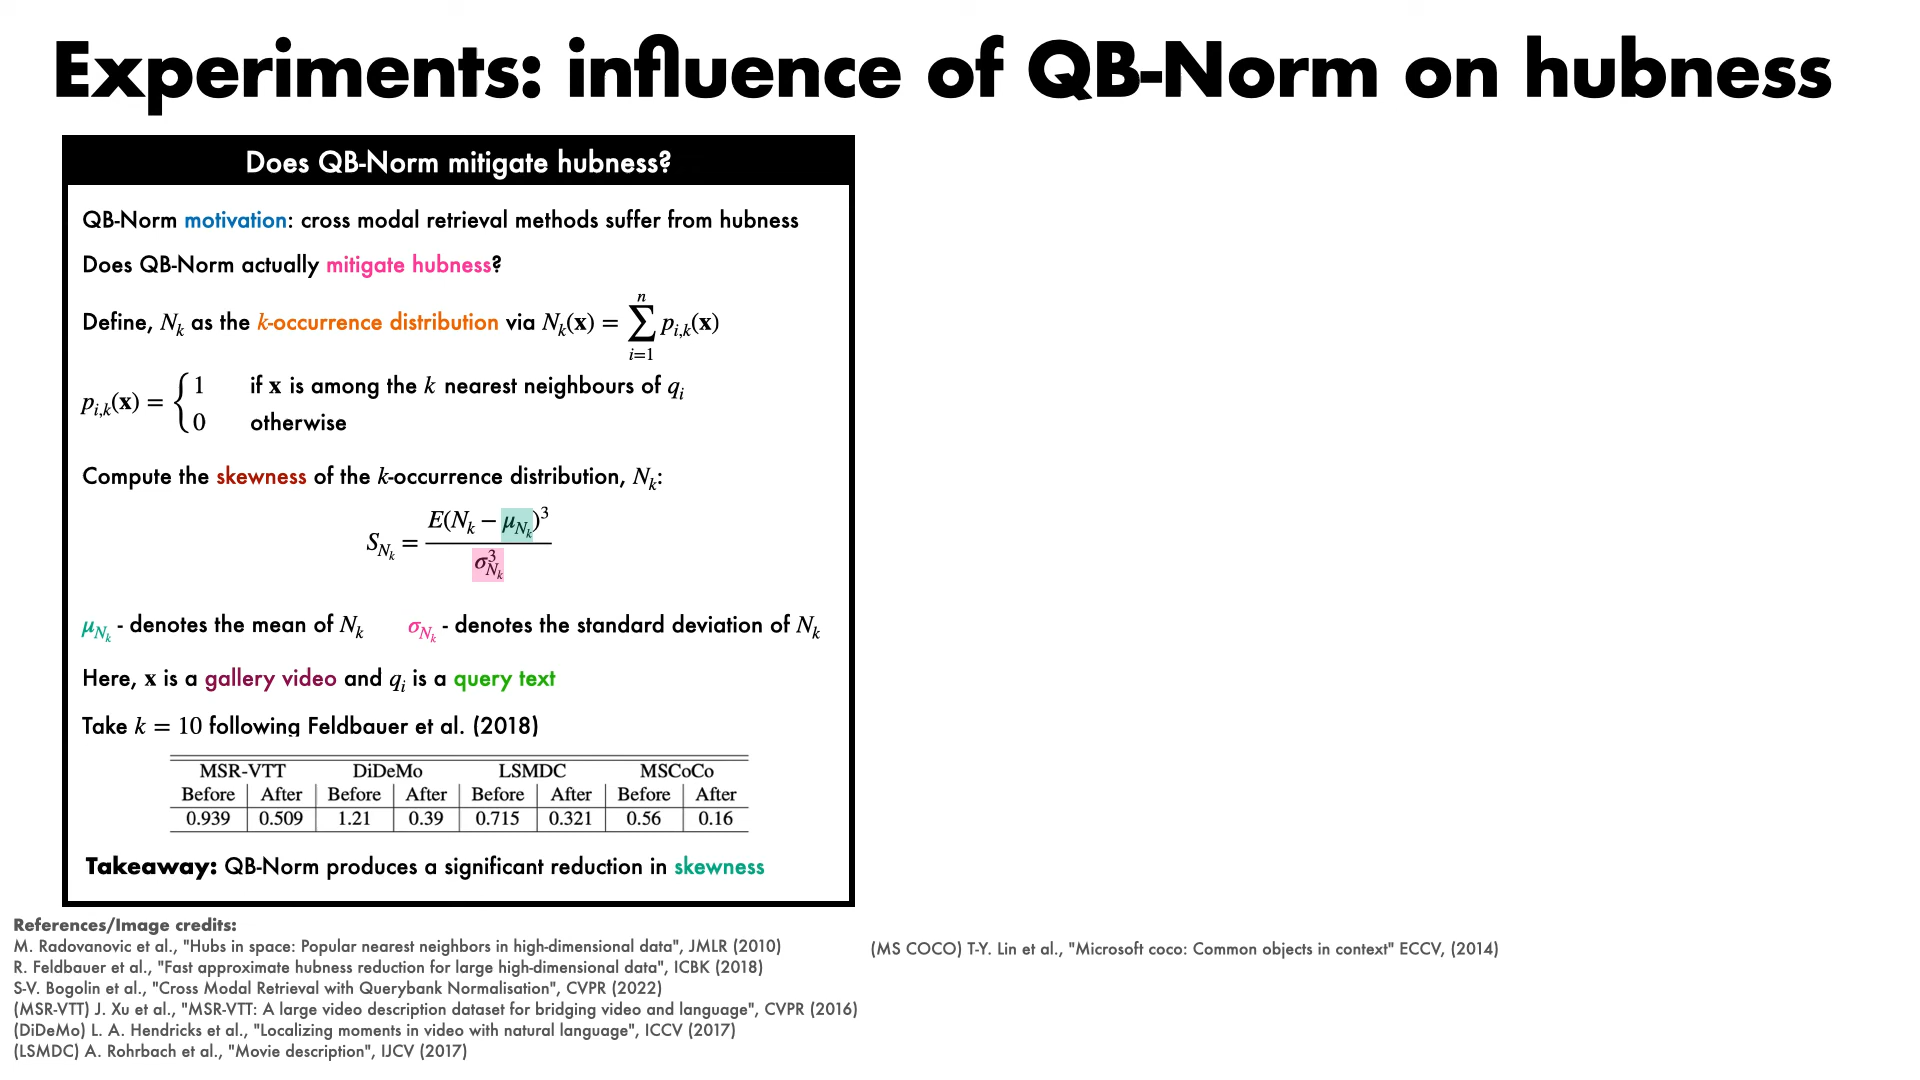 Experiments: influence of QB-Norm on hubness
Does QB-Norm mitigate hubness?
QB-Norm motivation: cross modal retrieval methods suffer from hubness
Does QB-Norm actually mitigate hubness?
Define, N_k as the k-occurrence distribution via N_k(x) = ∑_{i=1}^{n} p_{i,k}(x)
p_{i,k}(x) = { 1 if x is among the k nearest neighbours of q_i
0 otherwise
Compute the skewness of the k-occurrence distribution, N_k:
S_{N_k} = E(N_k − μ_{N_k})^3 / σ^3_{N_k}
μ_{N_k} - denotes the mean of N_k σ_{N_k} - denotes the standard deviation of N_k
Here, x is a gallery video and q_i is a query text
Take k = 10 following Feldbauer et al. (2018)
MSR-VTT DiDeMo LSMDC MSCoCo
Before After Before After Before After Before After
0.939 0.509 1.21 0.39 0.715 0.321 0.56 0.16
Takeaway: QB-Norm produces a significant reduction in skewness
References/Image credits:
M. Radovanovic et al., "Hubs in space: Popular nearest neighbors in high-dimensional data", JMLR (2010)
R. Feldbauer et al., "Fast approximate hubness reduction for large high-dimensional data", ICBK (2018)
S-V. Bogolin et al., "Cross Modal Retrieval with Querybank Normalisation", CVPR (2022)
(MSR-VTT) J. Xu et al., "MSR-VTT: A large video description dataset for bridging video and language", CVPR (2016)
(DiDeMo) L. A. Hendricks et al., "Localizing moments in video with natural language", ICCV (2017)
(LSMDC) A. Rohrbach et al., "Movie description", IJCV (2017)
(MS COCO) T-Y. Lin et al., "Microsoft coco: Common objects in context" ECCV, (2014)